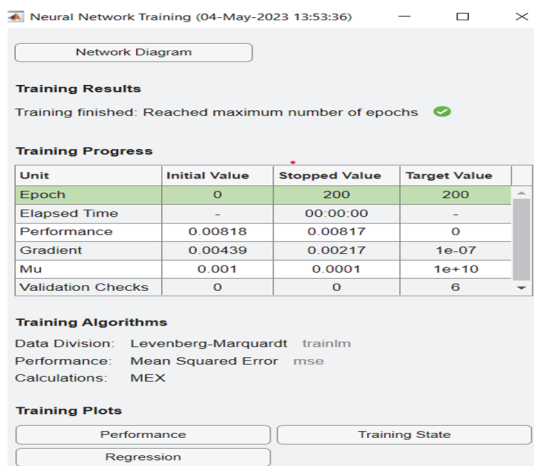 Neural Network Training (04-May-2023 13:53:36)
Network Diagram
Training Results
Training finished: Reached maximum number of epochs
Training Progress
Unit Initial Value Stopped Value Target Value
Epoch 0 200 200
Elapsed Time - 00:00:00 -
Performance 0.00818 0.00817 0
Gradient 0.00439 0.00217 1e-07
Mu 0.001 0.0001 1e+10
Validation Checks 0 0 6
Training Algorithms
Data Division: Levenberg-Marquardt trainlm
Performance: Mean Squared Error mse
Calculations: MEX
Training Plots
Performance Training State
Regression